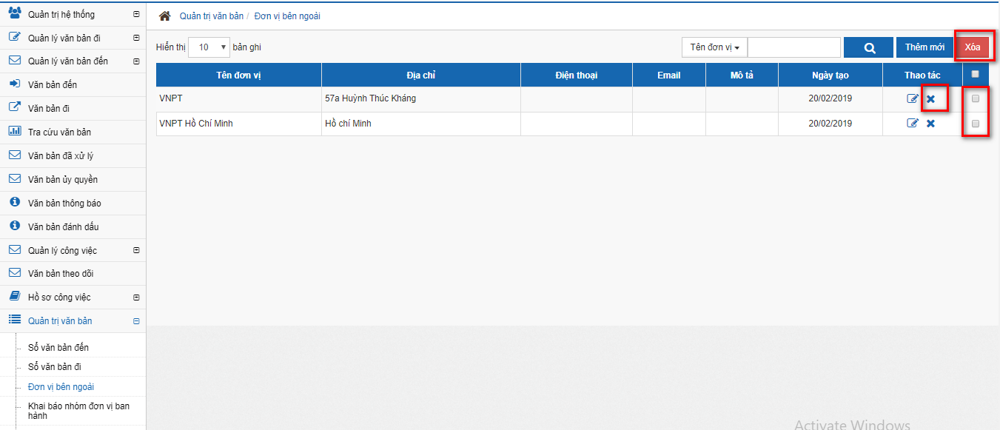 Quản trị hệ thống
Quản lý văn bản đi
Quản lý văn bản đến
Văn bản đến
Văn bản đi
Tra cứu văn bản
Văn bản đã xử lý
Văn bản ủy quyền
Văn bản thông báo
Văn bản đánh dấu
Quản lý công việc
Văn bản theo dõi
Hồ sơ công việc
Quản trị văn bản
Sổ văn bản đến
Sổ văn bản đi
Đơn vị bên ngoài
Khai báo nhóm đơn vị ban
hành
Quản trị văn bản / Đơn vị bên ngoài
Hiển thị 10 bản ghi Tên đơn vị Thêm mới Xóa
Tên đơn vị Địa chỉ Điện thoại Email Mô tả Ngày tạo Thao tác
VNPT 57a Huỳnh Thúc Kháng 20/02/2019
VNPT Hồ Chí Minh Hồ chí Minh 20/02/2019
Activate Windows